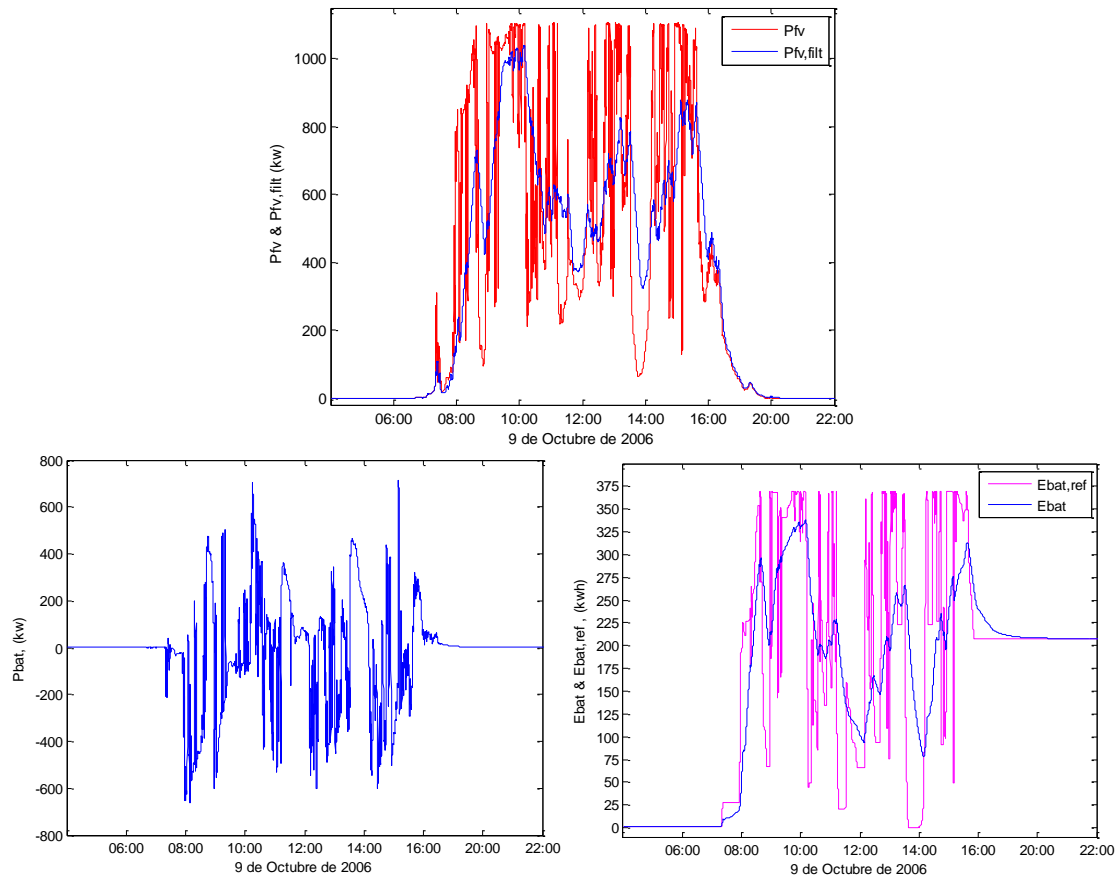 Pfv & Pfv,filt (kw)
1000
800
600
400
200
0
Pfv
Pfv,filt
06:00 08:00 10:00 12:00 14:00 16:00 18:00 20:00 22:00
9 de Octubre de 2006
Pbat, (kw)
800
600
400
200
0
-200
-400
-600
-800
06:00 08:00 10:00 12:00 14:00 16:00 18:00 20:00 22:00
9 de Octubre de 2006
Ebat & Ebat,ref , (kwh)
375
350
325
300
275
250
225
200
175
150
125
100
75
50
25
0
Ebat,ref
Ebat
06:00 08:00 10:00 12:00 14:00 16:00 18:00 20:00 22:00
9 de Octubre de 2006